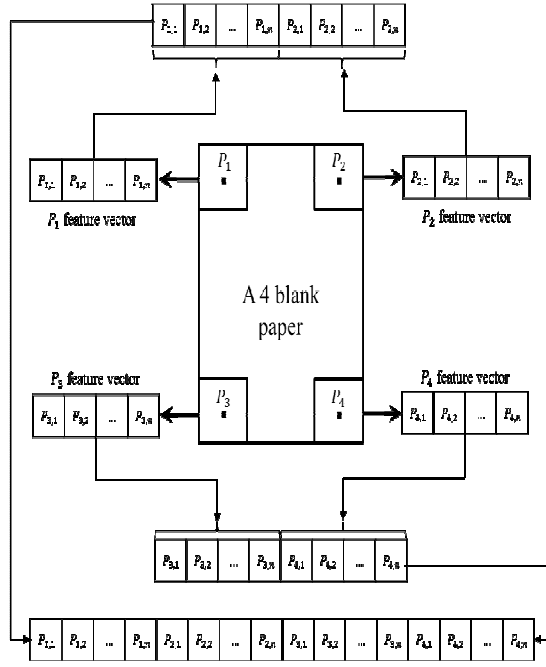 P1,1 P1,2 ... P1,n P2,1 P2,2 ... P2,n
P1 P2
P1,1 P1,2 ... P1,n
P2,1 P2,2 ... P2,n
P1 feature vector
P2 feature vector
A 4 blank
paper
P3 feature vector
P4 feature vector
P3 P4
P3,1 P3,2 ... P3,n
P4,1 P4,2 ... P4,n
P3,1 P3,2 ... P3,n P4,1 P4,2 ... P4,n
P1,1 P1,2 ... P1,n P2,1 P2,2 ... P2,n P3,1 P3,2 ... P3,n P4,1 P4,2 ... P4,n